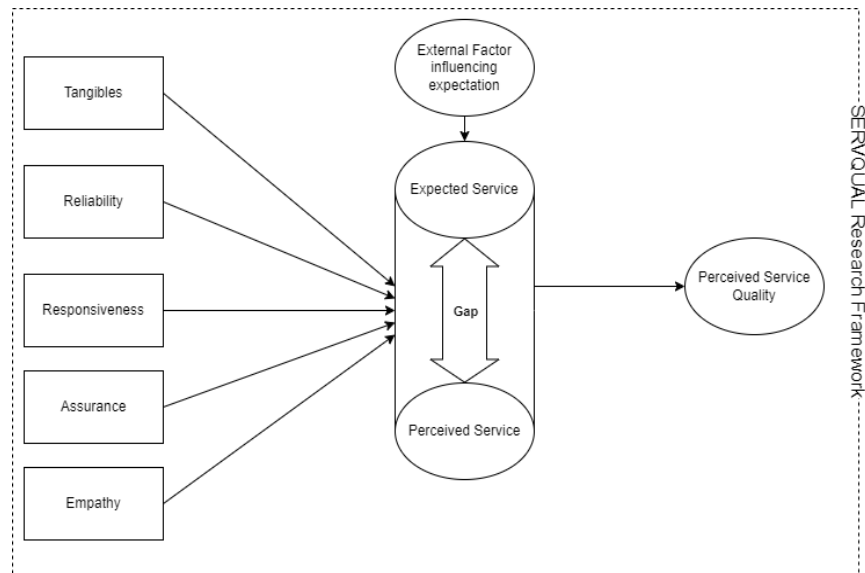 Tangibles
Reliability
Responsiveness
Assurance
Empathy
External Factor
influencing
expectation
Expected Service
Gap
Perceived Service
Perceived Service
Quality
SERVQUAL Research Framework